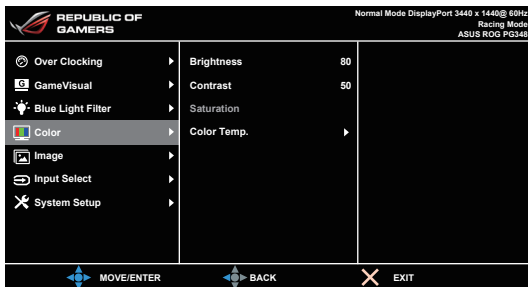 REPUBLIC OF
GAMERS
Normal Mode DisplayPort 3440 x 1440@ 60Hz
Racing Mode
ASUS ROG PG348
Over Clocking
Brightness 80
G GameVisual
Contrast 50
Blue Light Filter
Saturation
Color
Color Temp.
Image
Input Select
System Setup
MOVE/ENTER BACK EXIT